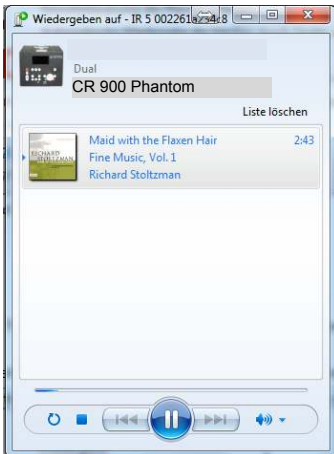 Wiedergeben auf - IR 5 002261a254c8
Dual
CR 900 Phantom
Liste löschen
Maid with the Flaxen Hair 2:43
Fine Music, Vol. 1
Richard Stoltzman
RICHARD
STOLTZMAN